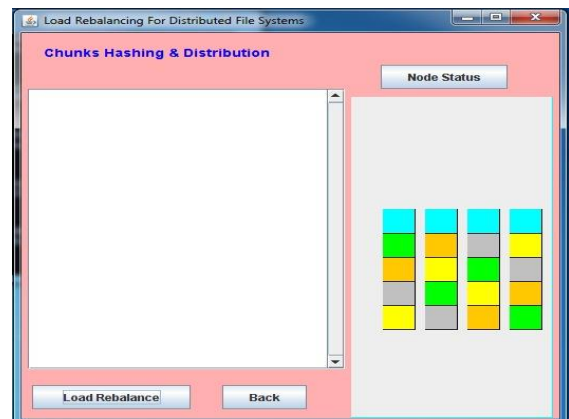 Load Rebalancing For Distributed File Systems
Chunks Hashing & Distribution
Node Status
Load Rebalance
Back